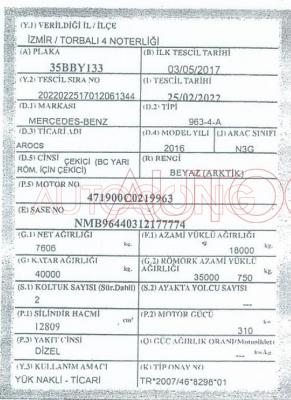 (Y.1) VERİLDİĞİ İL / İLÇE
İZMİR / TORBALI 4 NOTERLİĞİ
(A) PLAKA (B) İLK TESCİL TARİHİ
35BBY133 03/05/2017
(Y.2) TESCİL SIRA NO (I) TESCİL TARİHİ
2022022517012061344 25/02/2022
(D.1) MARKASI (D.2) TİPİ
MERCEDES-BENZ 963-4-A
(D.3) TİCARİ ADI (D.4) MODEL YILI (J) ARAÇ SINIFI
AROCS 2016 N3G
(D.5) CİNSİ ÇEKİCİ (BC YARI (R) RENGİ
RÖM. İÇİN ÇEKİCİ) BEYAZ (ARKTİK)
(P.5) MOTOR NO
471900C0219963
(E) ŞASE NO
NMB96440312177774
(G.1) NET AĞIRLIĞI (F.1) AZAMİ YÜKLÜ AĞIRLIĞI
7606 kg. 18000 kg.
(G) KATAR AĞIRLIĞI (G.2) RÖMORK AZAMİ YÜKLÜ
40000 kg. AĞIRLIĞI 35000 750 kg.
(S.1) KOLTUK SAYISI (Sür.Dahil) (S.2) AYAKTA YOLCU SAYISI
2 ---
(P.1) SİLİNDİR HACMİ cm³ (P.2) MOTOR GÜCÜ
12809 310
(P.3) YAKIT CİNSİ (Q) GÜÇ AĞIRLIK ORANI (Motosiklet)
DİZEL --- kw/kg
(Y.3) KULLANIM AMACI (K) TİP ONAY NO
YÜK NAKLİ - TİCARİ TR*2007/46*8298*01